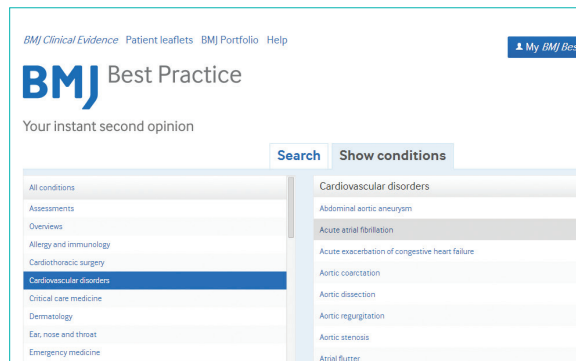 BMJ Clinical Evidence Patient leaflets BMJ Portfolio Help
My BMJ Bes
BMJ Best Practice
Your instant second opinion
Search Show conditions
All conditions
Assessments
Overviews
Allergy and immunology
Cardiothoracic surgery
Cardiovascular disorders
Critical care medicine
Dermatology
Ear, nose and throat
Emergency medicine
Cardiovascular disorders
Abdominal aortic aneurysm
Acute atrial fibrillation
Acute exacerbation of congestive heart failure
Aortic coarctation
Aortic dissection
Aortic regurgitation
Aortic stenosis
Atrial flutter